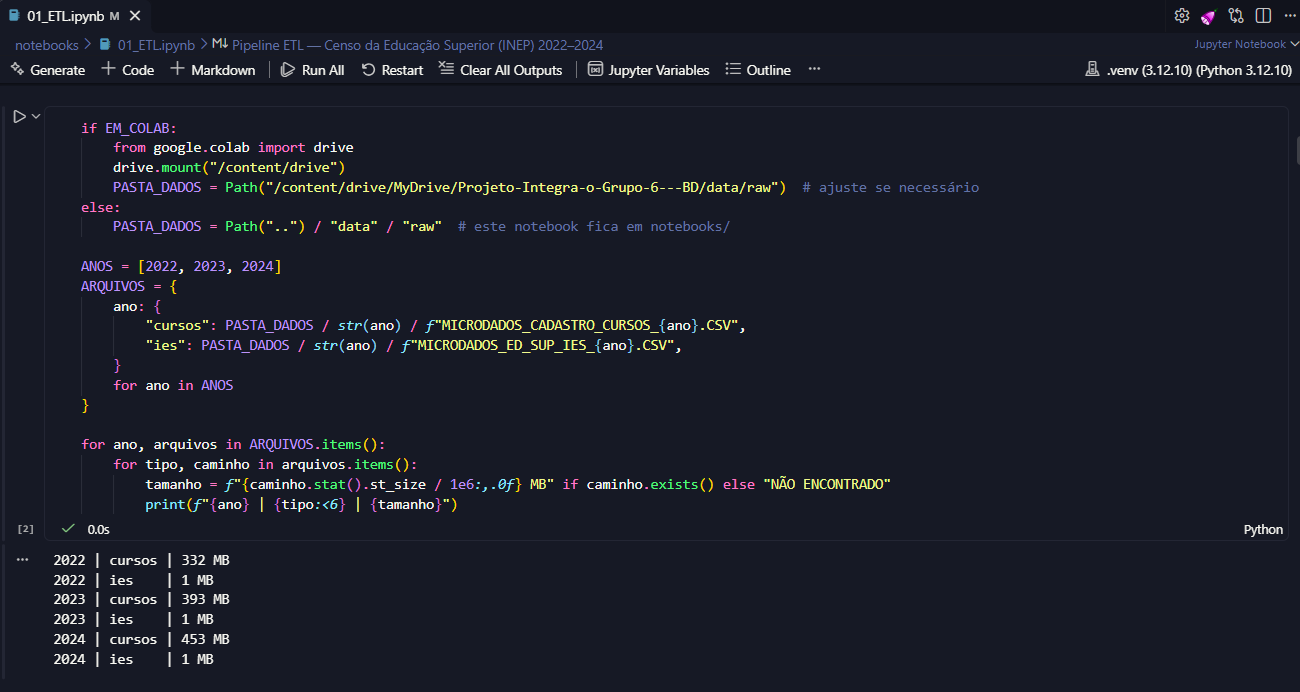 01_ETL.ipynb M
notebooks > 01_ETL.ipynb > M↓ Pipeline ETL — Censo da Educação Superior (INEP) 2022–2024
Jupyter Notebook
Generate + Code + Markdown Run All Restart Clear All Outputs Jupyter Variables Outline ... .venv (3.12.10) (Python 3.12.10)
if EM_COLAB:
    from google.colab import drive
    drive.mount("/content/drive")
    PASTA_DADOS = Path("/content/drive/MyDrive/Projeto-Integra-o-Grupo-6---BD/data/raw")  # ajuste se necessário
else:
    PASTA_DADOS = Path("..") / "data" / "raw"  # este notebook fica em notebooks/
ANOS = [2022, 2023, 2024]
ARQUIVOS = {
    ano: {
        "cursos": PASTA_DADOS / str(ano) / f"MICRODADOS_CADASTRO_CURSOS_{ano}.CSV",
        "ies": PASTA_DADOS / str(ano) / f"MICRODADOS_ED_SUP_IES_{ano}.CSV",
    }
    for ano in ANOS
}
for ano, arquivos in ARQUIVOS.items():
    for tipo, caminho in arquivos.items():
        tamanho = f"{caminho.stat().st_size / 1e6:,.0f} MB" if caminho.exists() else "NÃO ENCONTRADO"
        print(f"{ano} | {tipo:<6} | {tamanho}")
[2] 0.0s Python
2022 | cursos | 332 MB
2022 | ies    | 1 MB
2023 | cursos | 393 MB
2023 | ies    | 1 MB
2024 | cursos | 453 MB
2024 | ies    | 1 MB